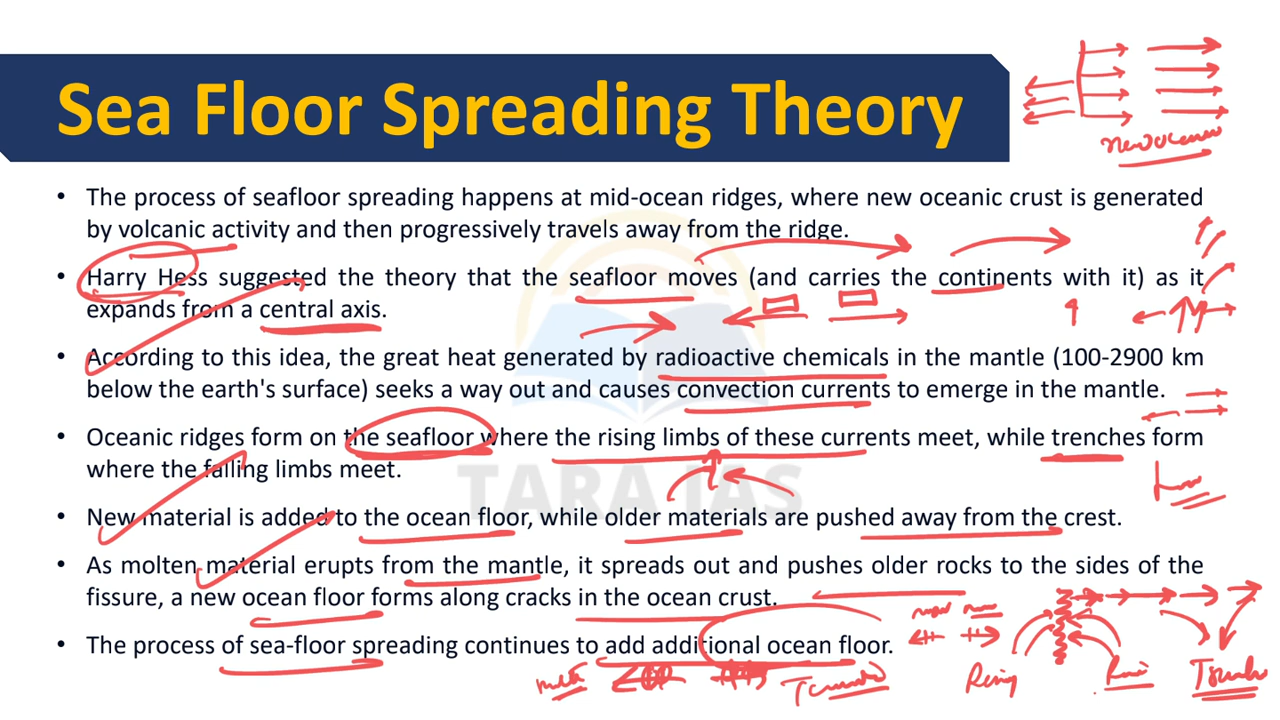 Sea Floor Spreading Theory
new ocean
• The process of seafloor spreading happens at mid-ocean ridges, where new oceanic crust is generated
by volcanic activity and then progressively travels away from the ridge.
• Harry Hess suggested the theory that the seafloor moves (and carries the continents with it) as it
expands from a central axis.
• According to this idea, the great heat generated by radioactive chemicals in the mantle (100-2900 km
below the earth's surface) seeks a way out and causes convection currents to emerge in the mantle.
• Oceanic ridges form on the seafloor where the rising limbs of these currents meet, while trenches form
where the falling limbs meet.
TARA IAS
• New material is added to the ocean floor, while older materials are pushed away from the crest.
• As molten material erupts from the mantle, it spreads out and pushes older rocks to the sides of the
fissure, a new ocean floor forms along cracks in the ocean crust.
• The process of sea-floor spreading continues to add additional ocean floor.
Rising